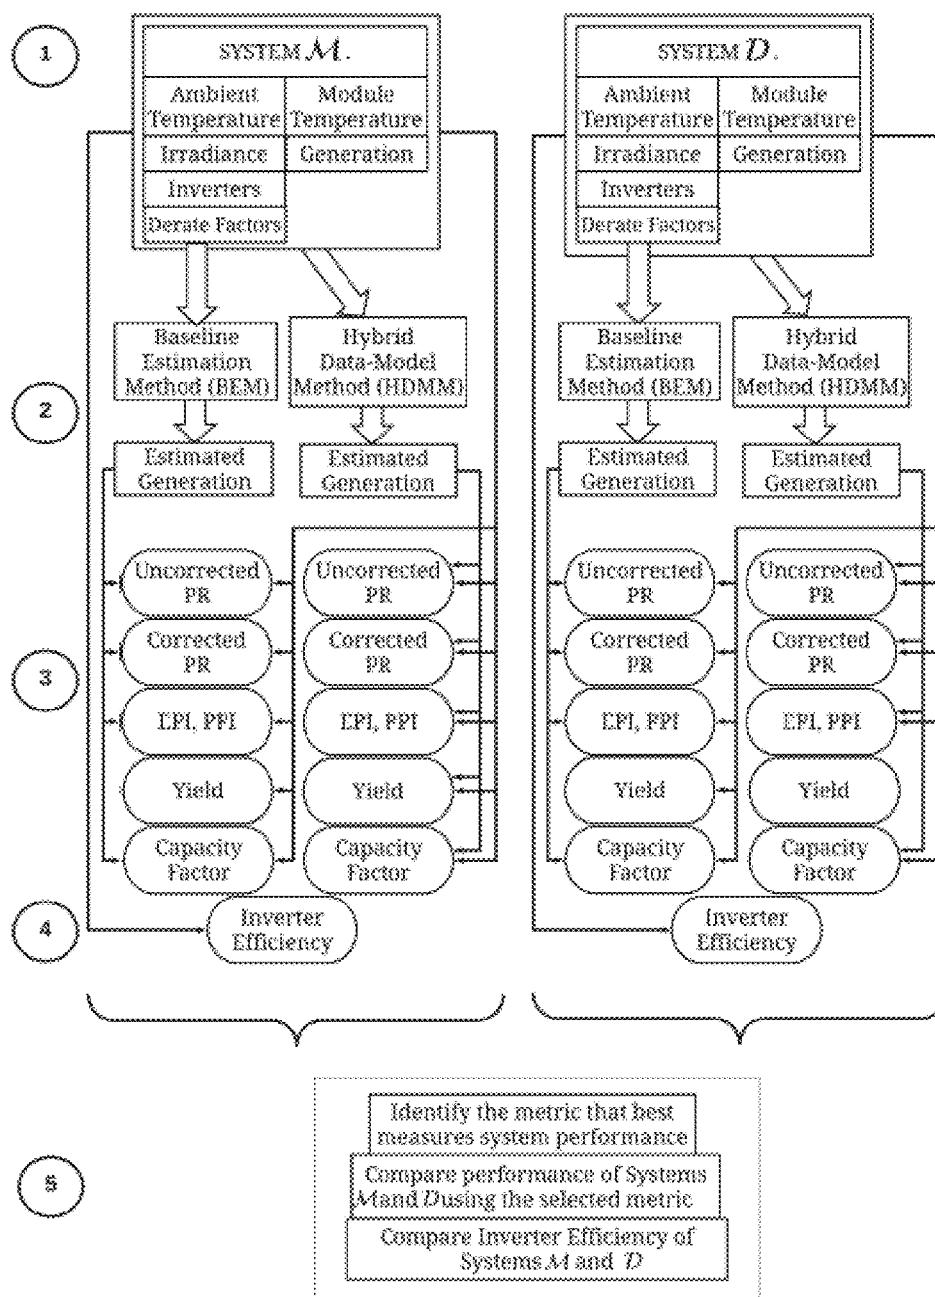 1
SYSTEM M.
Ambient
Temperature
Module
Temperature
Irradiance
Generation
Inverters
Derate Factors
SYSTEM D.
Ambient
Temperature
Module
Temperature
Irradiance
Generation
Inverters
Derate Factors
2
Baseline
Estimation
Method (BEM)
Hybrid
Data-Model
Method (HDMM)
Estimated
Generation
Estimated
Generation
Baseline
Estimation
Method (BEM)
Hybrid
Data-Model
Method (HDMM)
Estimated
Generation
Estimated
Generation
3
Uncorrected
PR
Corrected
PR
EPI, PPI
Yield
Capacity
Factor
Uncorrected
PR
Corrected
PR
EPI, PPI
Yield
Capacity
Factor
Uncorrected
PR
Corrected
PR
EPI, PPI
Yield
Capacity
Factor
Uncorrected
PR
Corrected
PR
EPI, PPI
Yield
Capacity
Factor
4
Inverter
Efficiency
Inverter
Efficiency
5
Identify the metric that best
measures system performance
Compare performance of Systems
M and D using the selected metric
Compare Inverter Efficiency of
Systems M and D